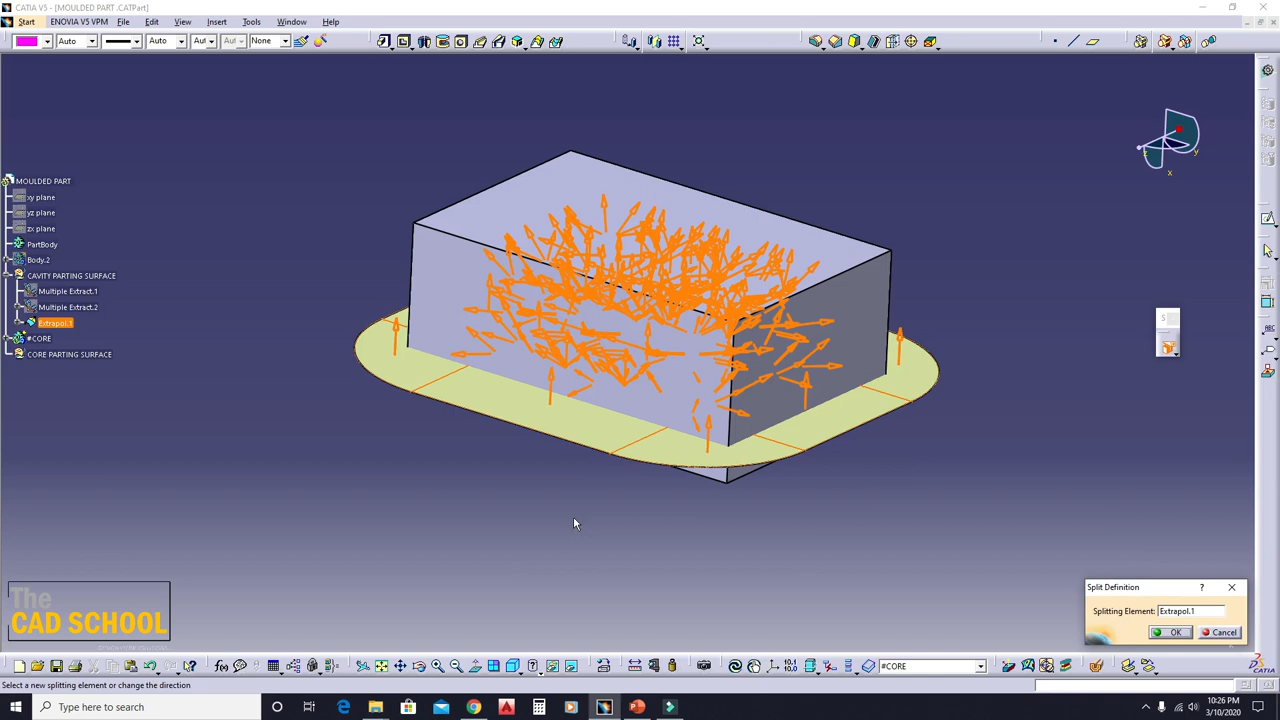 CATIA V5 - [MOULDED PART .CATPart]
Start ENOVIA V5 VPM File Edit View Insert Tools Window Help
Auto Auto Aut Aut None
MOULDED PART
xy plane
yz plane
zx plane
PartBody
Body.2
CAVITY PARTING SURFACE
Multiple Extract.1
Multiple Extract.2
Extrapol.1
#CORE
CORE PARTING SURFACE
z y
x
S
Split Definition ? X
Splitting Element: Extrapol.1
OK Cancel
The
CAD SCHOOL
f(x)
#CORE
CATIA
Select a new splitting element or change the direction
Type here to search
10:26 PM
3/10/2020